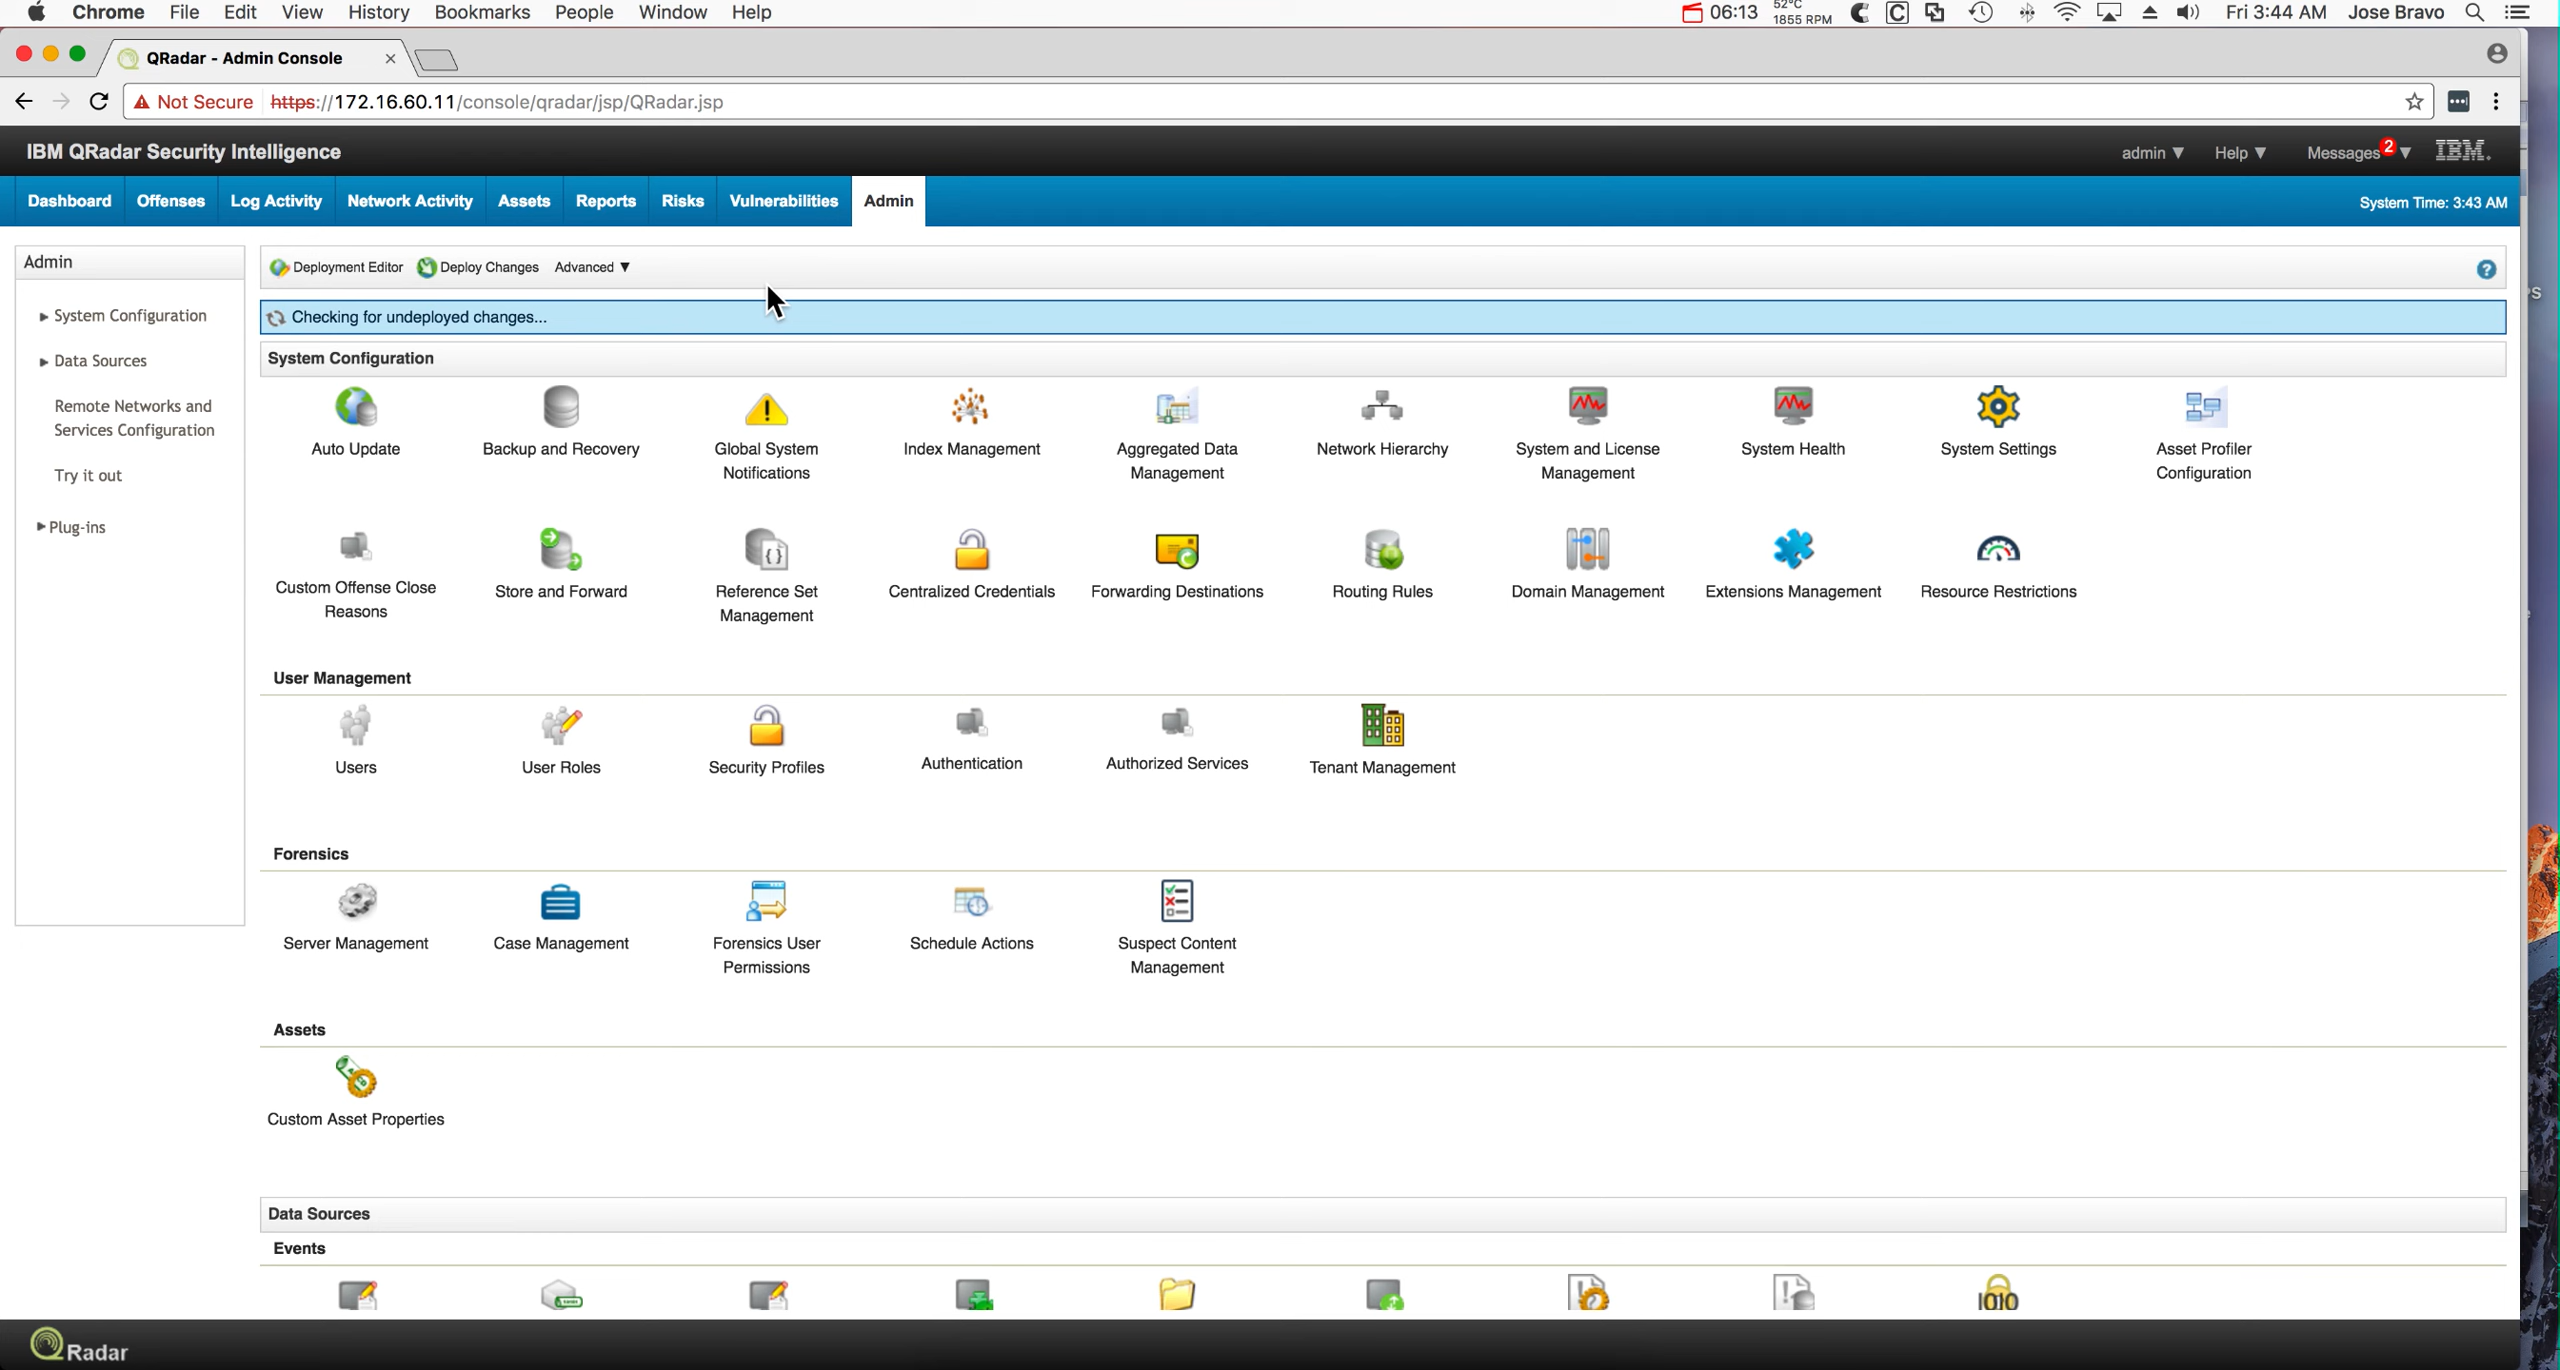 Chrome File Edit View History Bookmarks People Window Help 06:13 52°C 1855 RPM Fri 3:44 AM Jose Bravo
QRadar - Admin Console
Not Secure https://172.16.60.11/console/qradar/jsp/QRadar.jsp
IBM QRadar Security Intelligence admin ▼ Help ▼ Messages 2 ▼ IBM.
Dashboard Offenses Log Activity Network Activity Assets Reports Risks Vulnerabilities Admin System Time: 3:43 AM
Admin
System Configuration
Data Sources
Remote Networks and
Services Configuration
Try it out
Plug-ins
Deployment Editor Deploy Changes Advanced ▼ ?
Checking for undeployed changes...
System Configuration
Auto Update Backup and Recovery Global System Index Management Aggregated Data Network Hierarchy System and License System Health System Settings Asset Profiler
Notifications Management Management Configuration
Custom Offense Close Store and Forward Reference Set Centralized Credentials Forwarding Destinations Routing Rules Domain Management Extensions Management Resource Restrictions
Reasons Management
User Management
Users User Roles Security Profiles Authentication Authorized Services Tenant Management
Forensics
Server Management Case Management Forensics User Schedule Actions Suspect Content
Permissions Management
Assets
Custom Asset Properties
Data Sources
Events
1010
QRadar